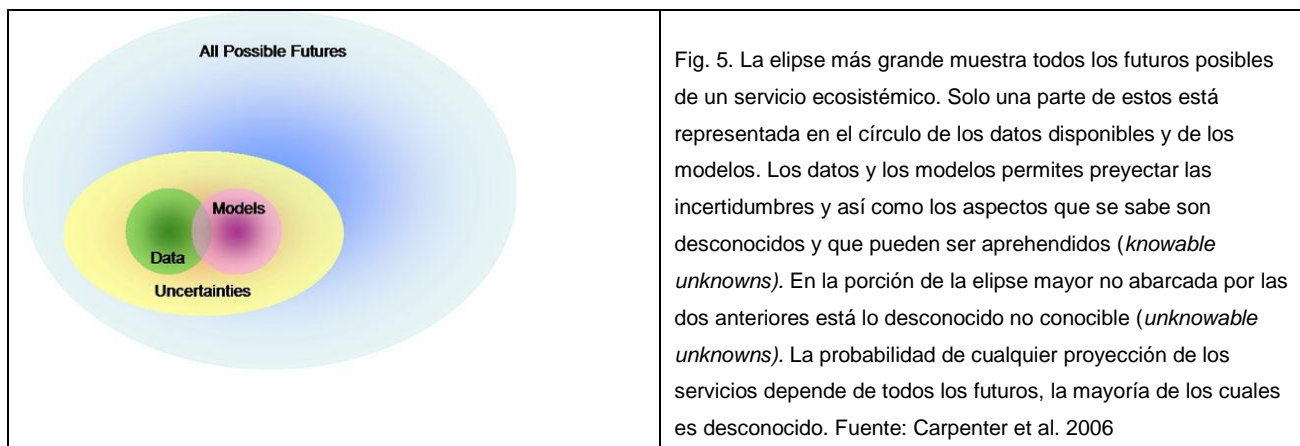 All Possible Futures
Models
Data
Uncertainties
Fig. 5. La elipse más grande muestra todos los futuros posibles
de un servicio ecosistémico. Solo una parte de estos está
representada en el círculo de los datos disponibles y de los
modelos. Los datos y los modelos permites preyectar las
incertidumbres y así como los aspectos que se sabe son
desconocidos y que pueden ser aprehendidos (knowable
unknowns). En la porción de la elipse mayor no abarcada por las
dos anteriores está lo desconocido no conocible (unknowable
unknowns). La probabilidad de cualquier proyección de los
servicios depende de todos los futuros, la mayoría de los cuales
es desconocido. Fuente: Carpenter et al. 2006